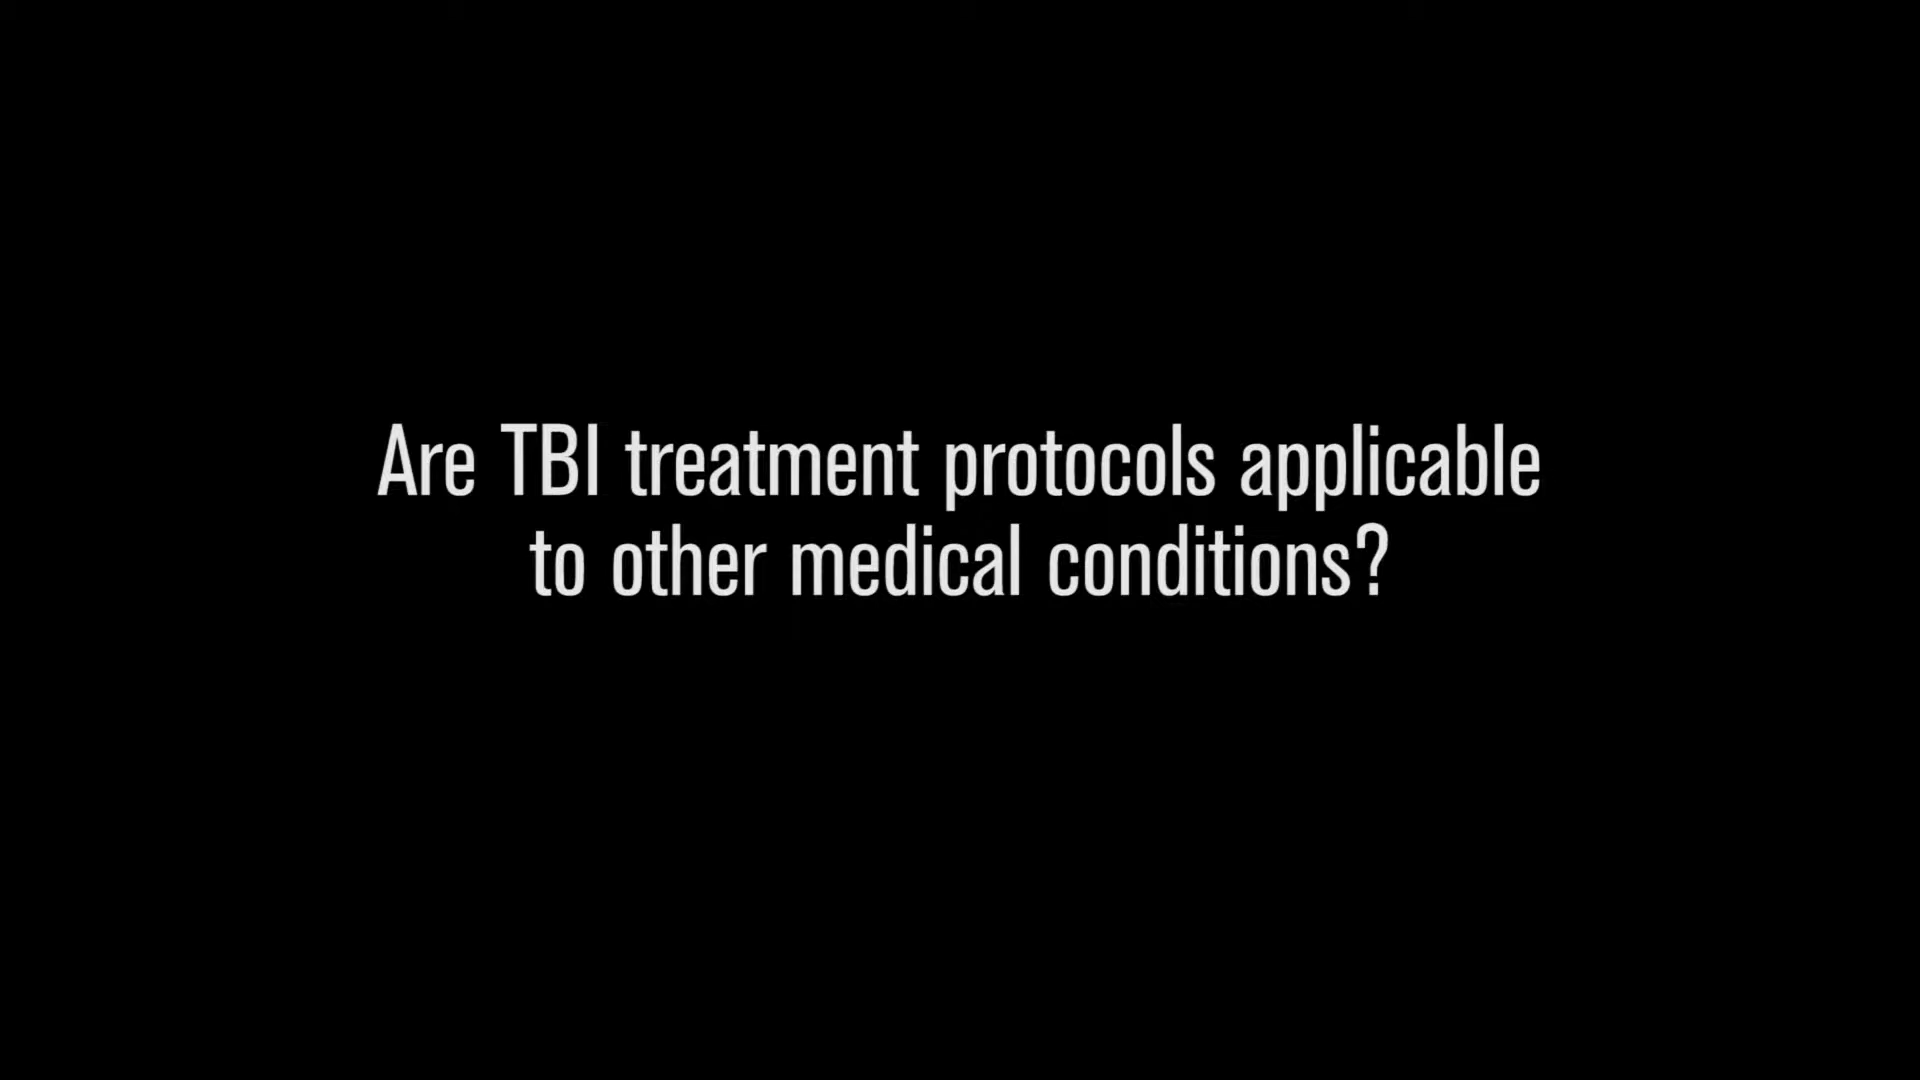 Are TBI treatment protocols applicable
to other medical conditions?